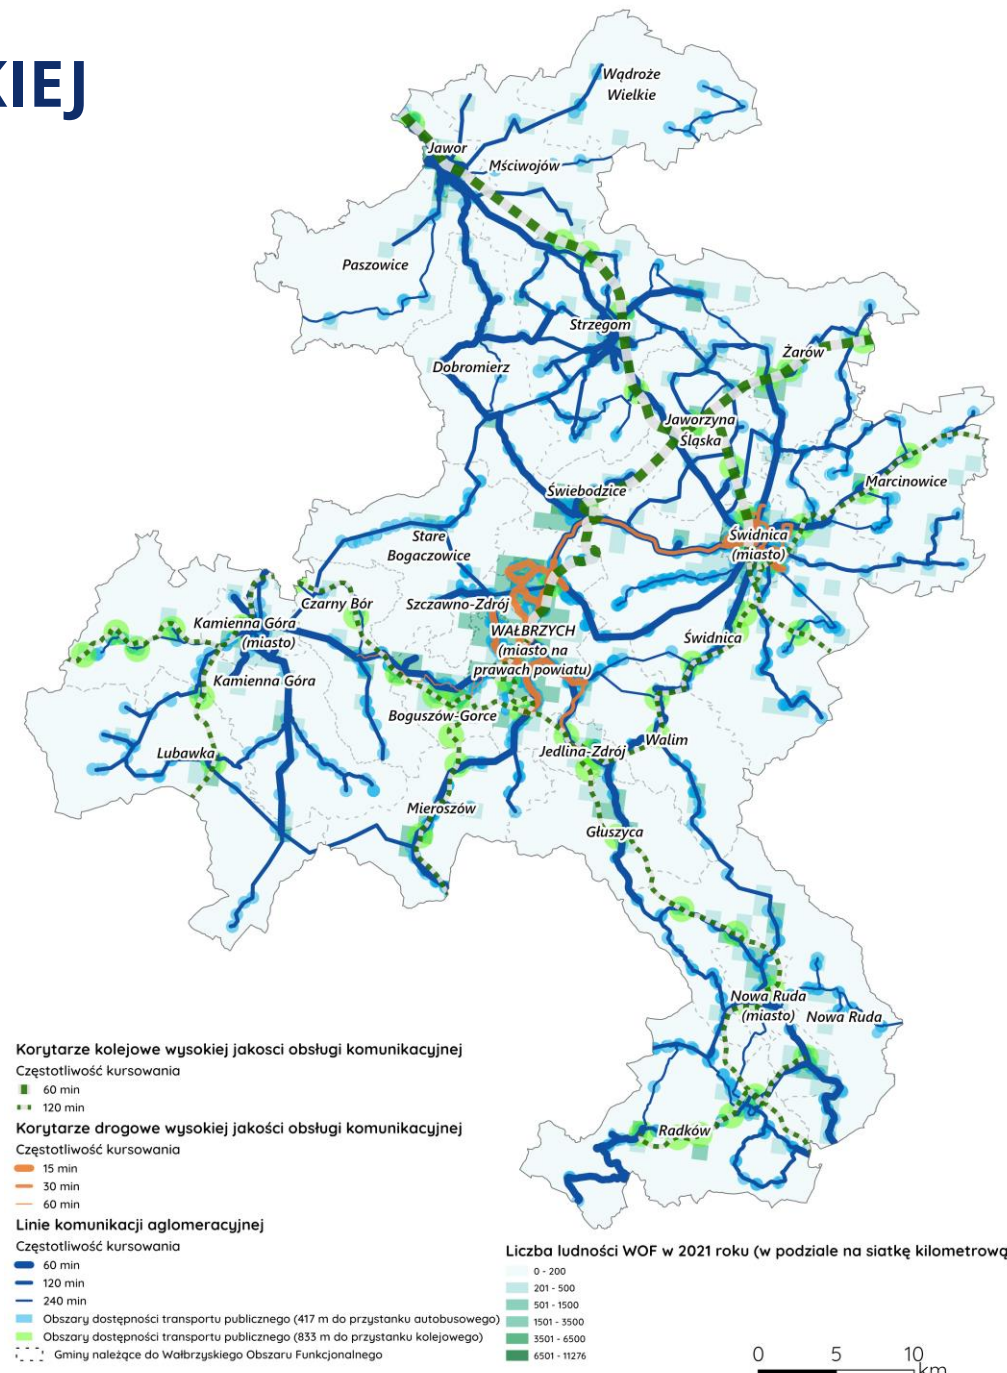 KIEJ
Wądroże
Wielkie
Jawor
Mściwojów
Paszowice
Strzegom
Żarów
Dobromierz
Jaworzyna
Śląska
Marcinowice
Świebodzice
Stare
Bogaczowice
Świdnica
(miasto)
Czarny Bór
Szczawno-Zdrój
Kamienna Góra
(miasto)
WAŁBRZYCH
(miasto na
prawach powiatu)
Świdnica
Kamienna Góra
Boguszów-Gorce
Lubawka
Jedlina-Zdrój
Walim
Mieroszów
Głuszyca
Nowa Ruda
(miasto)
Nowa Ruda
Radków
Korytarze kolejowe wysokiej jakosci obsługi komunikacyjnej
Częstotliwość kursowania
60 min
120 min
Korytarze drogowe wysokiej jakości obsługi komunikacyjnej
Częstotliwość kursowania
15 min
30 min
60 min
Linie komunikacji aglomeracyjnej
Częstotliwość kursowania
60 min
120 min
240 min
Obszary dostępności transportu publicznego (417 m do przystanku autobusowego)
Obszary dostępności transportu publicznego (833 m do przystanku kolejowego)
Gminy należące do Wałbrzyskiego Obszaru Funkcjonalnego
Liczba ludności WOF w 2021 roku (w podziale na siatkę kilometrową
0 - 200
201 - 500
501 - 1500
1501 - 3500
3501 - 6500
6501 - 11276
0 5 10
km